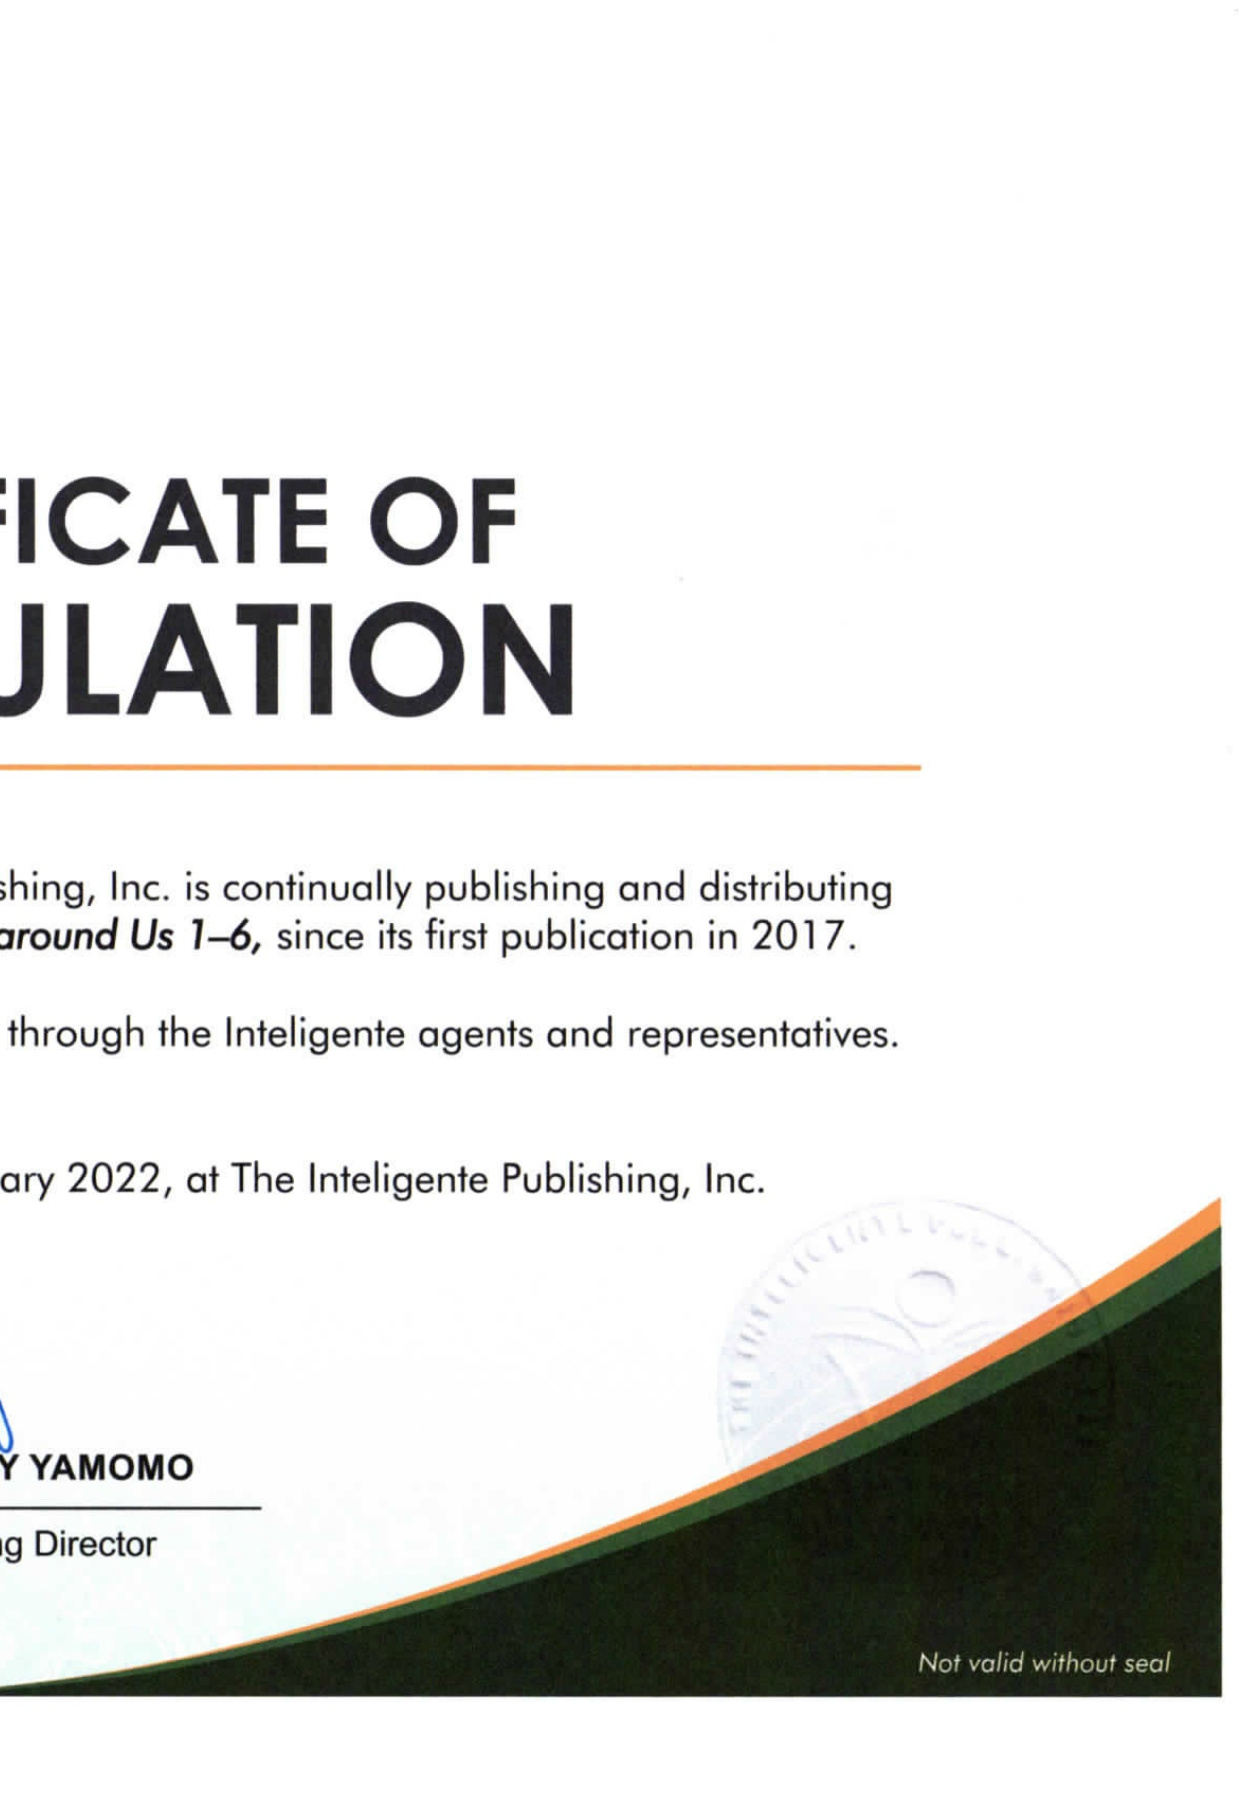 FICATE OF
ULATION
shing, Inc. is continually publishing and distributing
around Us 1–6, since its first publication in 2017.
through the Inteligente agents and representatives.
ary 2022, at The Inteligente Publishing, Inc.
Y YAMOMO
ng Director
Not valid without seal